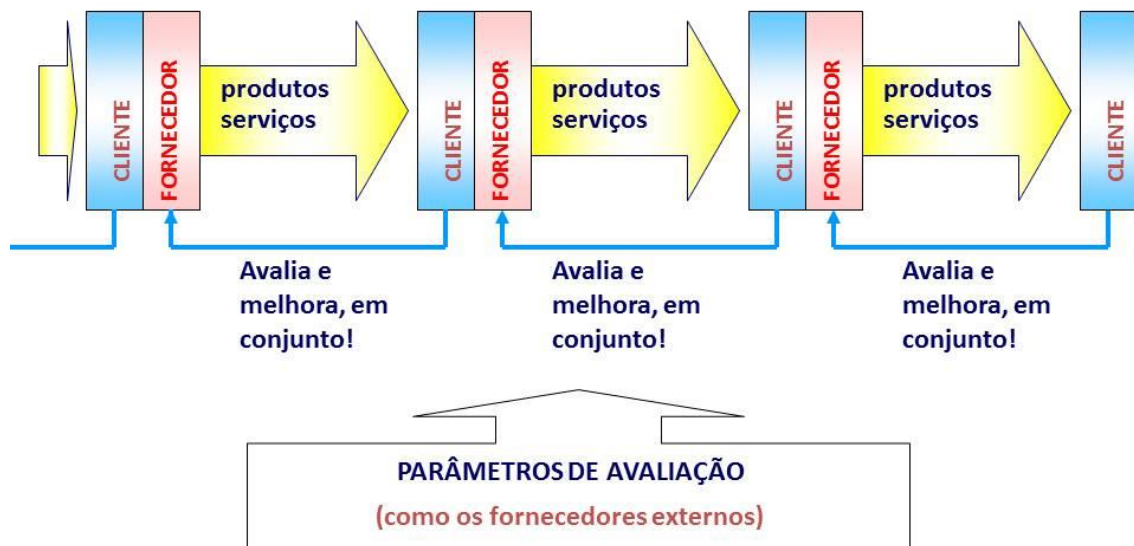 CLIENTE
FORNECEDOR
produtos
serviços
CLIENTE
FORNECEDOR
produtos
serviços
CLIENTE
FORNECEDOR
produtos
serviços
CLIENTE
Avalia e
melhora, em
conjunto!
Avalia e
melhora, em
conjunto!
Avalia e
melhora, em
conjunto!
PARÂMETROS DE AVALIAÇÃO
(como os fornecedores externos)